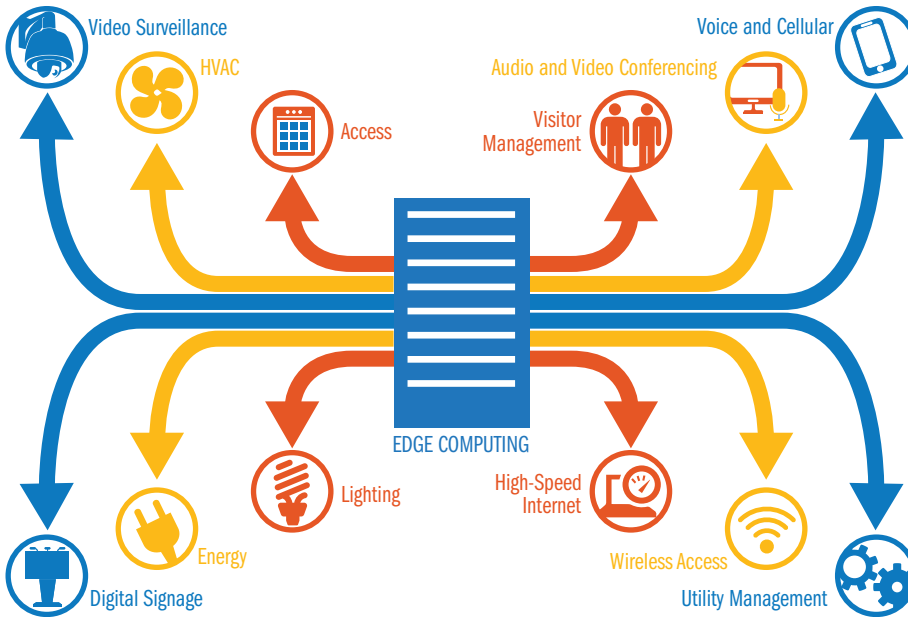 Video Surveillance
Voice and Cellular
HVAC
Audio and Video Conferencing
Access
Visitor
Management
EDGE COMPUTING
Lighting
High-Speed
Internet
Energy
Wireless Access
Digital Signage
Utility Management